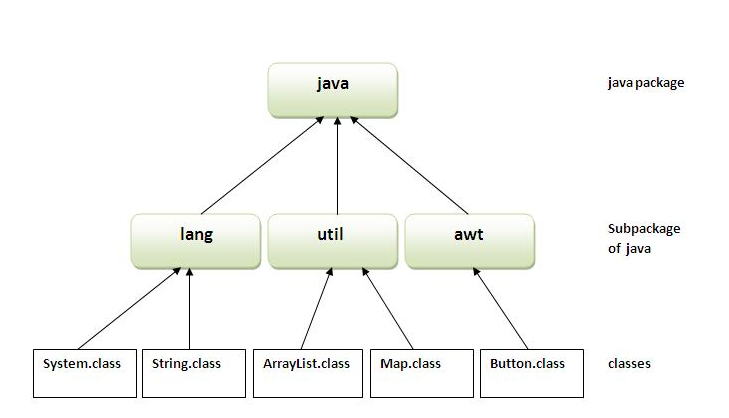 java
java package
lang
util
awt
Subpackage
of java
System.class
String.class
ArrayList.class
Map.class
Button.class
classes